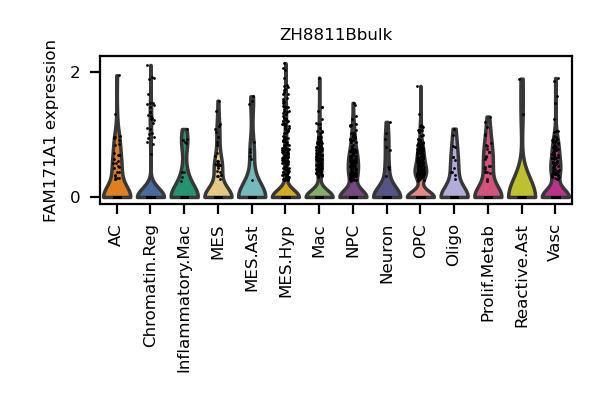 ZH8811Bbulk
FAM171A1 expression
2
0
AC
Chromatin.Reg
Inflammatory.Mac
MES
MES.Ast
MES.Hyp
Mac
NPC
Neuron
OPC
Oligo
Prolif.Metab
Reactive.Ast
Vasc